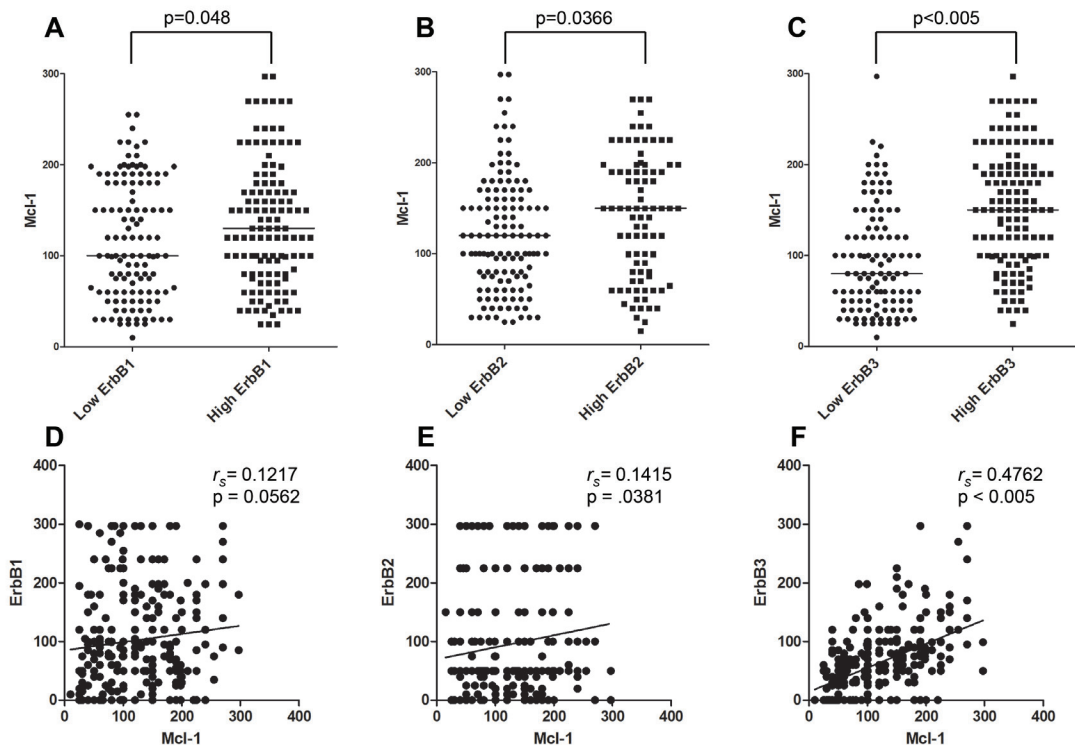 A
p=0.048
Mcl-1
300
200
100
0
Low ErbB1
High ErbB1
B
p=0.0366
Mcl-1
300
200
100
0
Low ErbB2
High ErbB2
C
p<0.005
Mcl-1
300
200
100
0
Low ErbB3
High ErbB3
D
rs= 0.1217
p = 0.0562
ErbB1
400
300
200
100
0
0 100 200 300 400
Mcl-1
E
rs= 0.1415
p = .0381
ErbB2
400
300
200
100
0
0 100 200 300 400
Mcl-1
F
rs= 0.4762
p < 0.005
ErbB3
400
300
200
100
0
0 100 200 300 400
Mcl-1